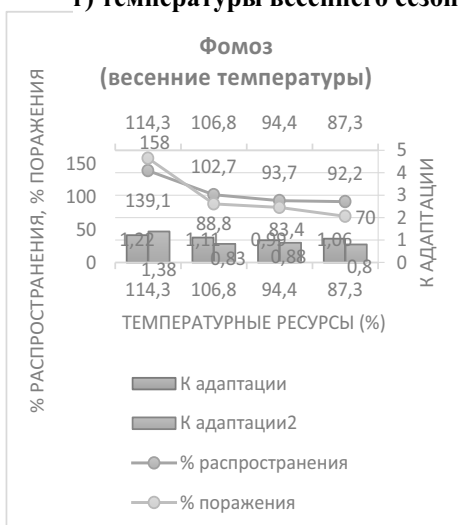 г) температуры весеннего сезон
Фомоз
(весенние температуры)
114,3 106,8 94,4 87,3
158
102,7 93,7 92,2
139,1
88,8 83,4 70
1,22 1,11 0,99 1,06
1,38 0,83 0,88 0,8
150
100
50
0
5
4
3
2
1
0
114,3 106,8 94,4 87,3
% РАСПРОСТРАНЕНИЯ, % ПОРАЖЕНИЯ
К АДАПТАЦИИ
ТЕМПЕРАТУРНЫЕ РЕСУРСЫ (%)
К адаптации
К адаптации2
% распространения
% поражения